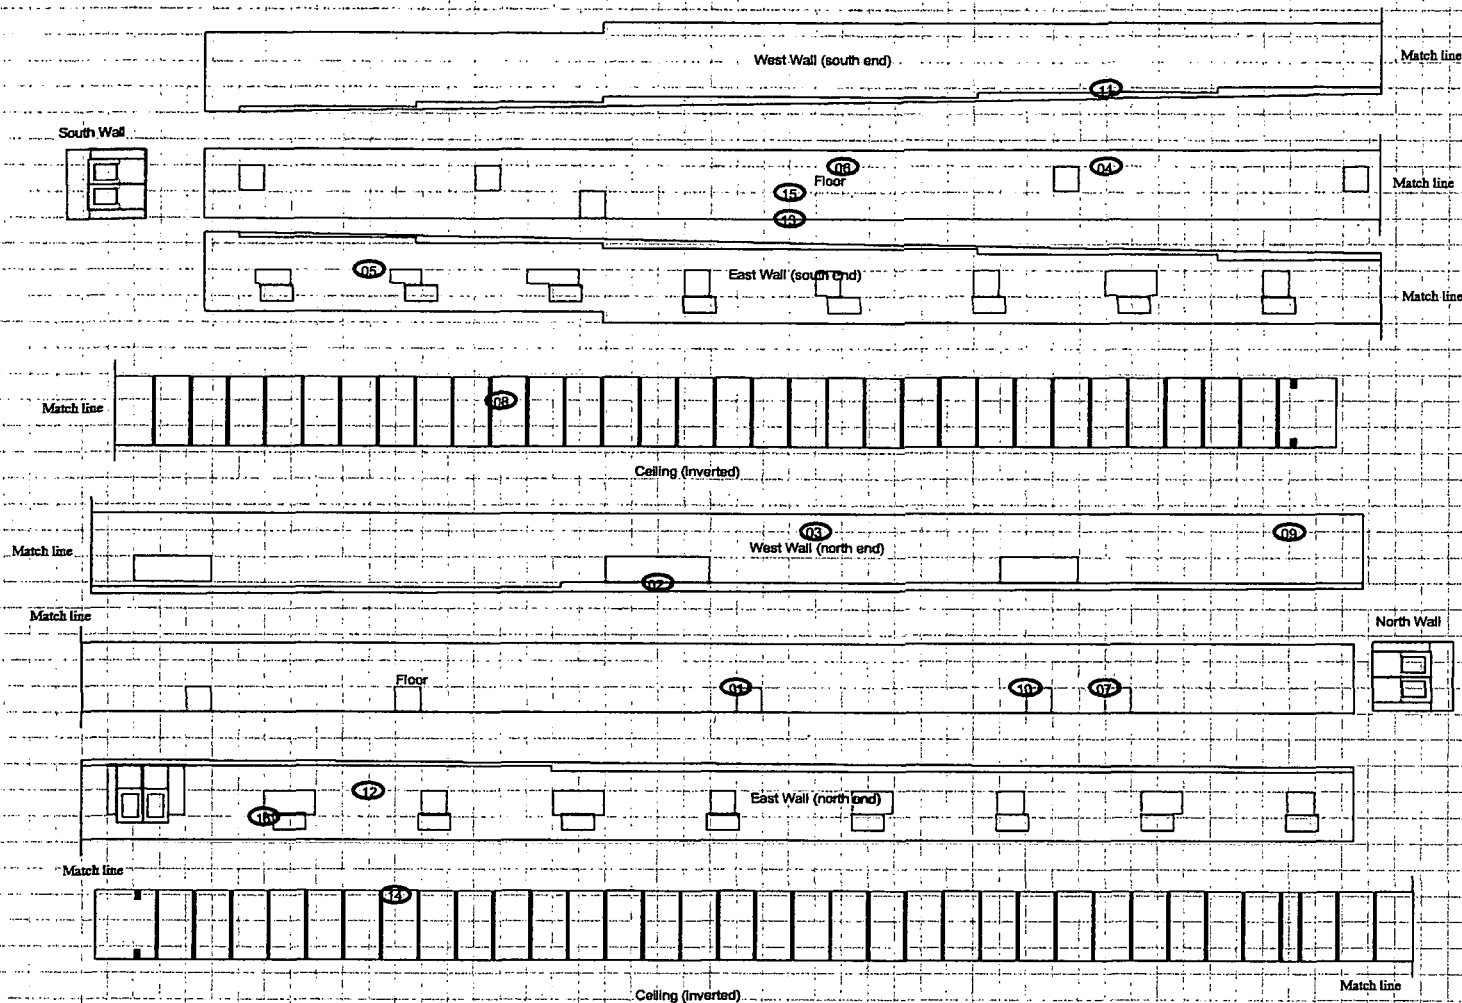 West Wall (south end)
Match line
11
South Wall
06
04
Floor
15
Match line
13
05
East Wall (south end)
Match line
Match line
08
Ceiling (Inverted)
03
09
Match line
West Wall (north end)
02
Match line
North Wall
Floor
01
10
07
12
East Wall (north end)
Match line
14
Match line
Ceiling (Inverted)